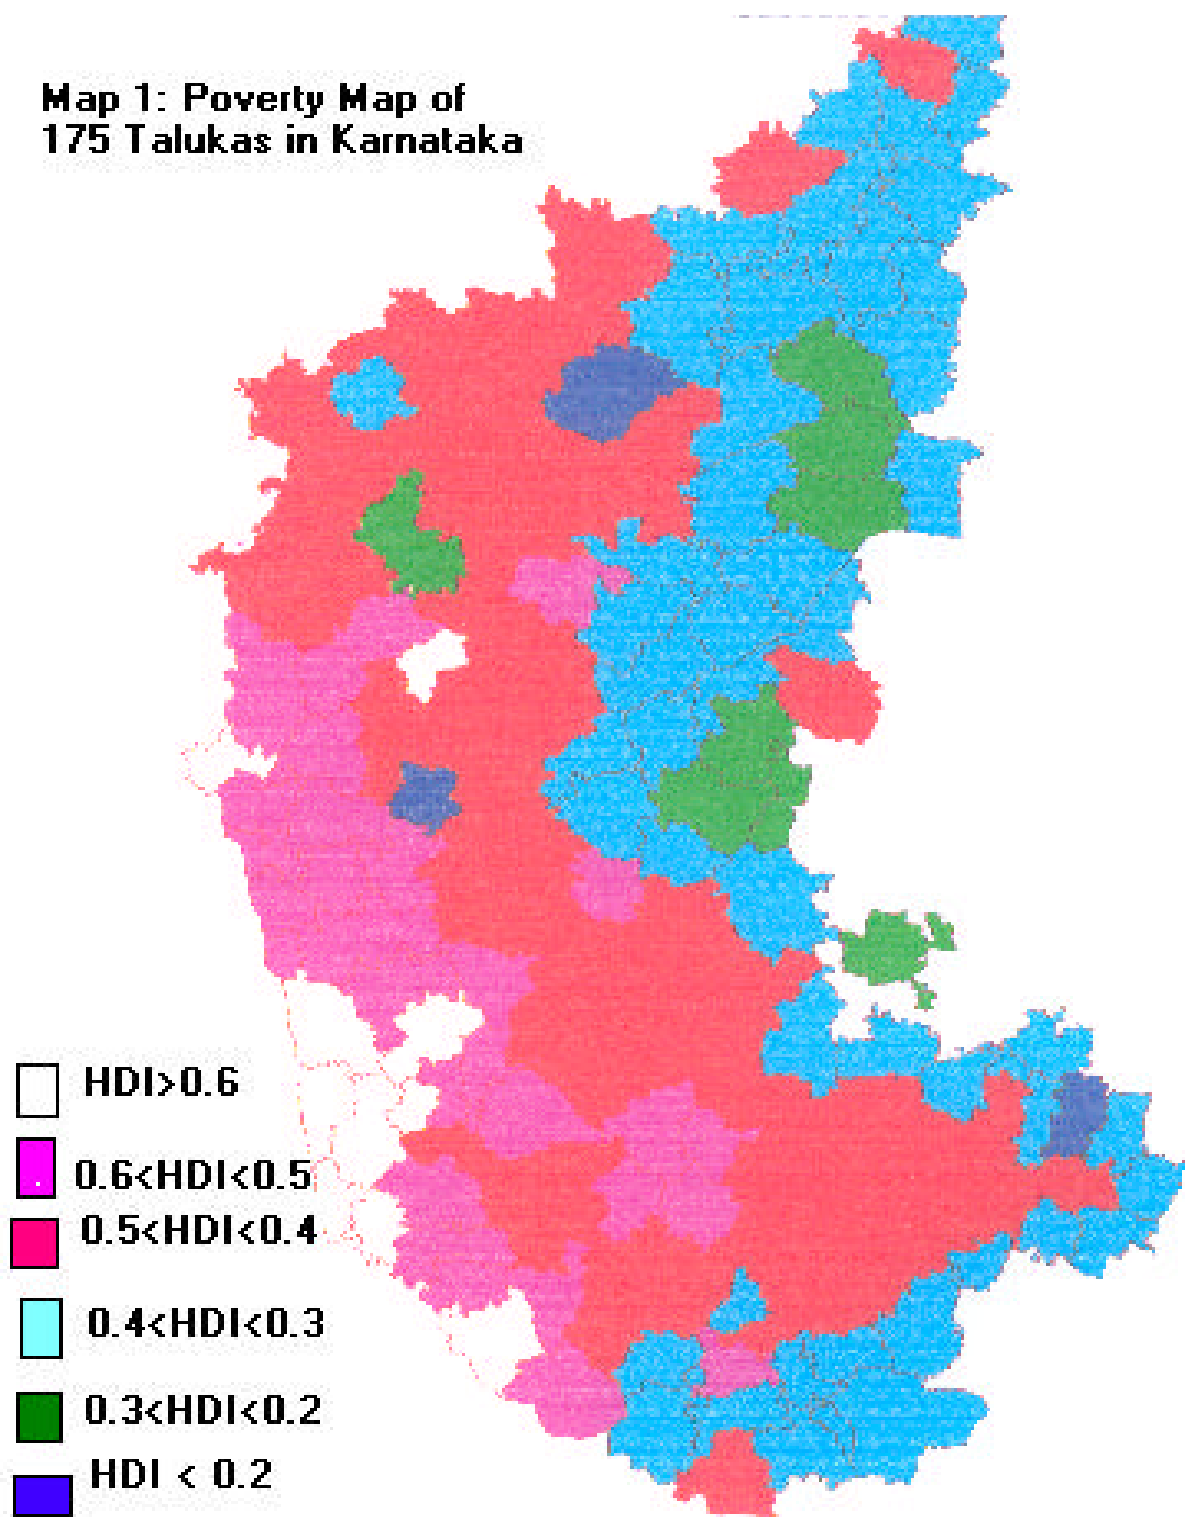 Map 1: Poverty Map of
175 Talukas in Karnataka
HDI>0.6
0.6<HDI<0.5
0.5<HDI<0.4
0.4<HDI<0.3
0.3<HDI<0.2
HDI < 0.2